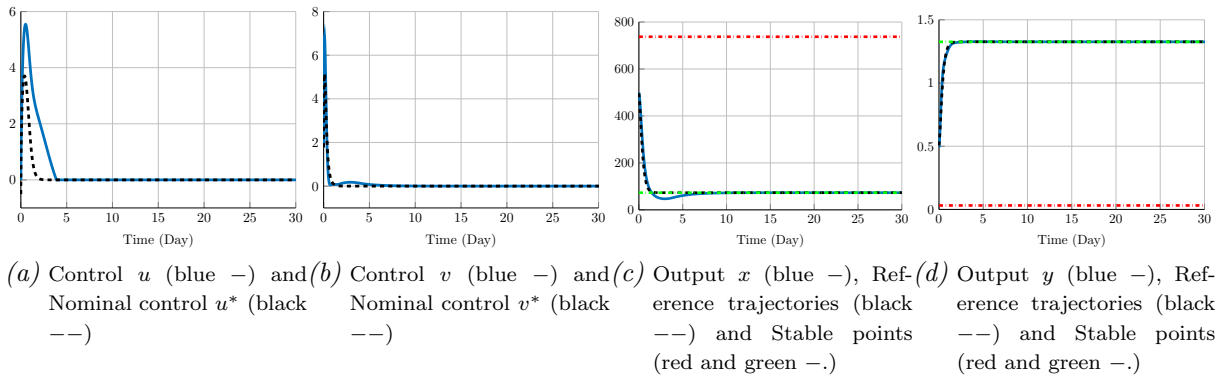 6
4
2
0
0 5 10 15 20 25 30
Time (Day)
8
6
4
2
0
0 5 10 15 20 25 30
Time (Day)
800
600
400
200
0
0 5 10 15 20 25 30
Time (Day)
1.5
1
0.5
0
0 5 10 15 20 25 30
Time (Day)
(a) Control u (blue −) and
Nominal control u* (black
−−)
(b) Control v (blue −) and
Nominal control v* (black
−−)
(c) Output x (blue −), Ref-
erence trajectories (black
−−) and Stable points
(red and green −.)
(d) Output y (blue −), Ref-
erence trajectories (black
−−) and Stable points
(red and green −.)